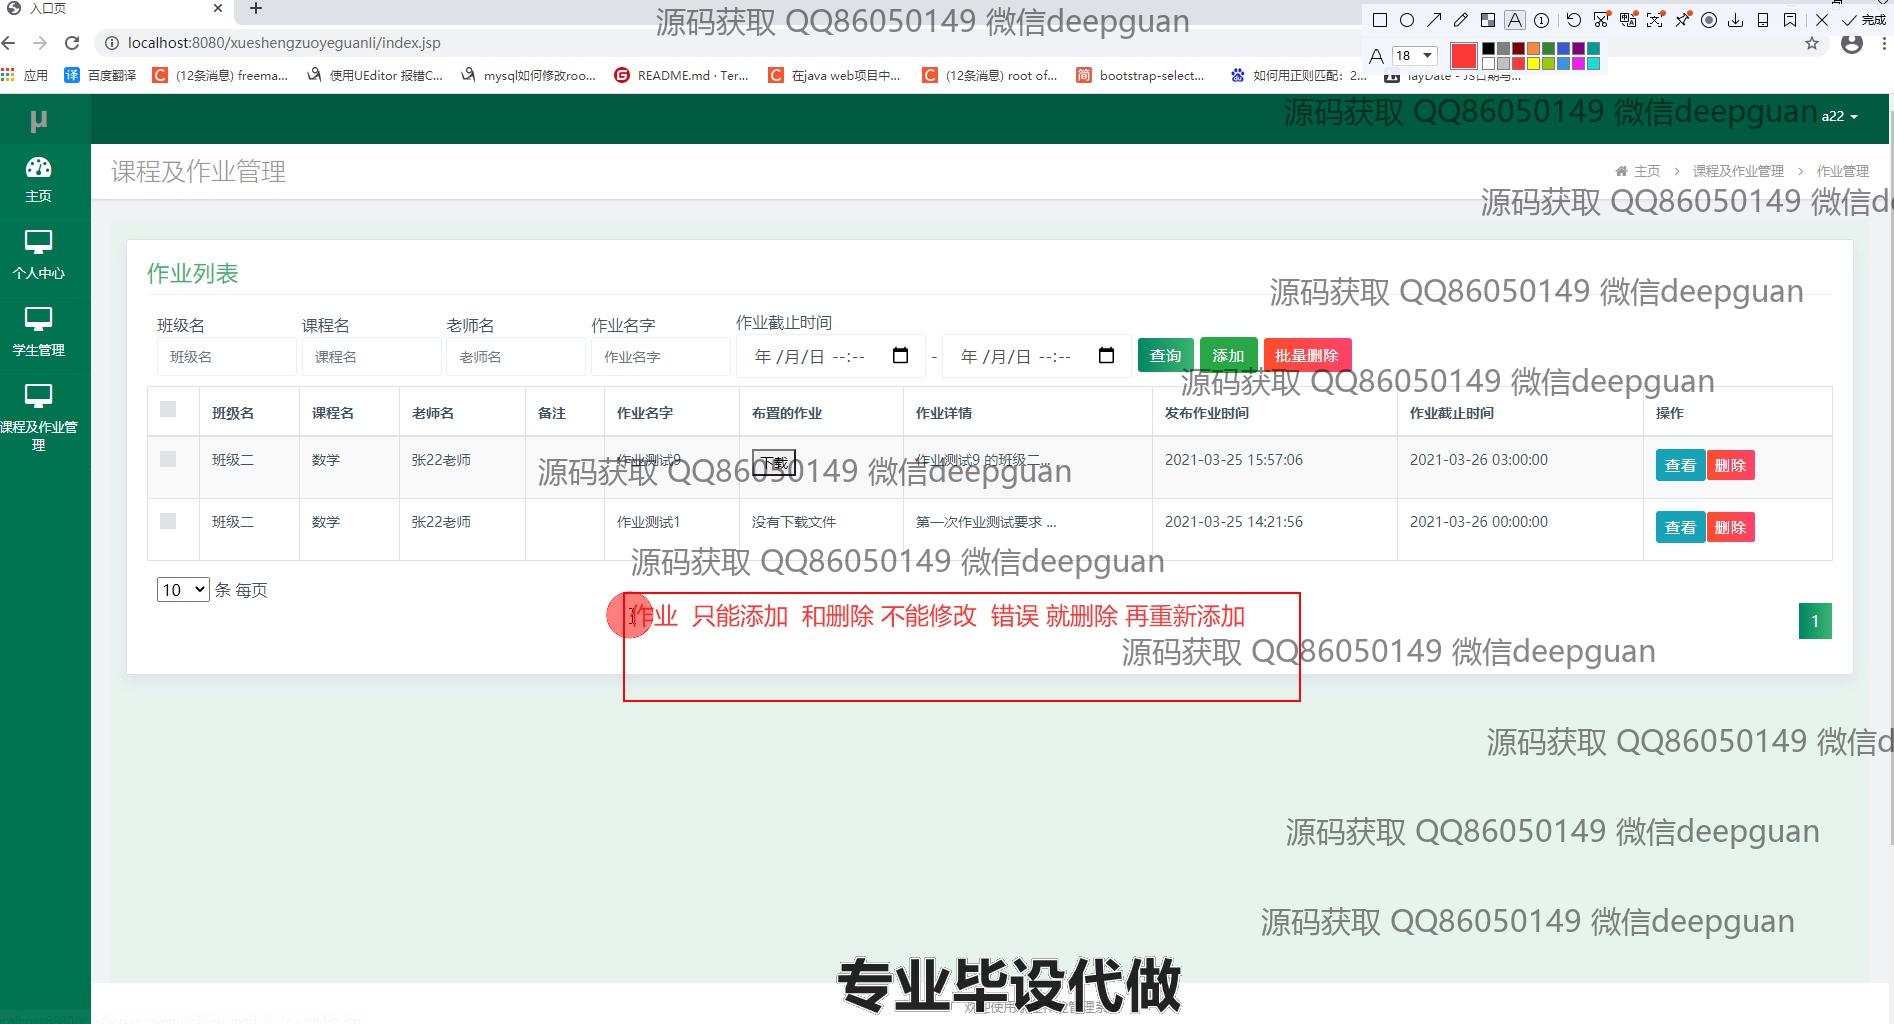 入口页
源码获取 QQ86050149 微信deepguan
完成
localhost:8080/xueshengzuoyeguanli/index.jsp
A 18
应用 百度翻译 (12条消息) freema... 使用UEditor 报错C... mysql如何修改roo... README.md · Ter... 在java web项目中... (12条消息) root of... bootstrap-select... 如何用正则匹配：2... layDate - JS日期与...
μ
源码获取 QQ86050149 微信deepguan
a22
课程及作业管理
主页 > 课程及作业管理 > 作业管理
主页
源码获取 QQ86050149 微信d
个人中心
学生管理
课程及作业管理
作业列表
源码获取 QQ86050149 微信deepguan
班级名 课程名 老师名 作业名字 作业截止时间
班级名 课程名 老师名 作业名字 年 /月/日 --:-- - 年 /月/日 --:-- 查询 添加 批量删除
源码获取 QQ86050149 微信deepguan
班级名 课程名 老师名 备注 作业名字 布置的作业 作业详情 发布作业时间 作业截止时间 操作
班级二 数学 张22老师 作业测试9 下载 作业测试9 的班级二... 2021-03-25 15:57:06 2021-03-26 03:00:00 查看 删除
源码获取 QQ86050149 微信deepguan
班级二 数学 张22老师 作业测试1 没有下载文件 第一次作业测试要求 ... 2021-03-25 14:21:56 2021-03-26 00:00:00 查看 删除
源码获取 QQ86050149 微信deepguan
10 条 每页
作业 只能添加 和删除 不能修改 错误 就删除 再重新添加
1
源码获取 QQ86050149 微信deepguan
源码获取 QQ86050149 微信d
源码获取 QQ86050149 微信deepguan
源码获取 QQ86050149 微信deepguan
专业毕设代做